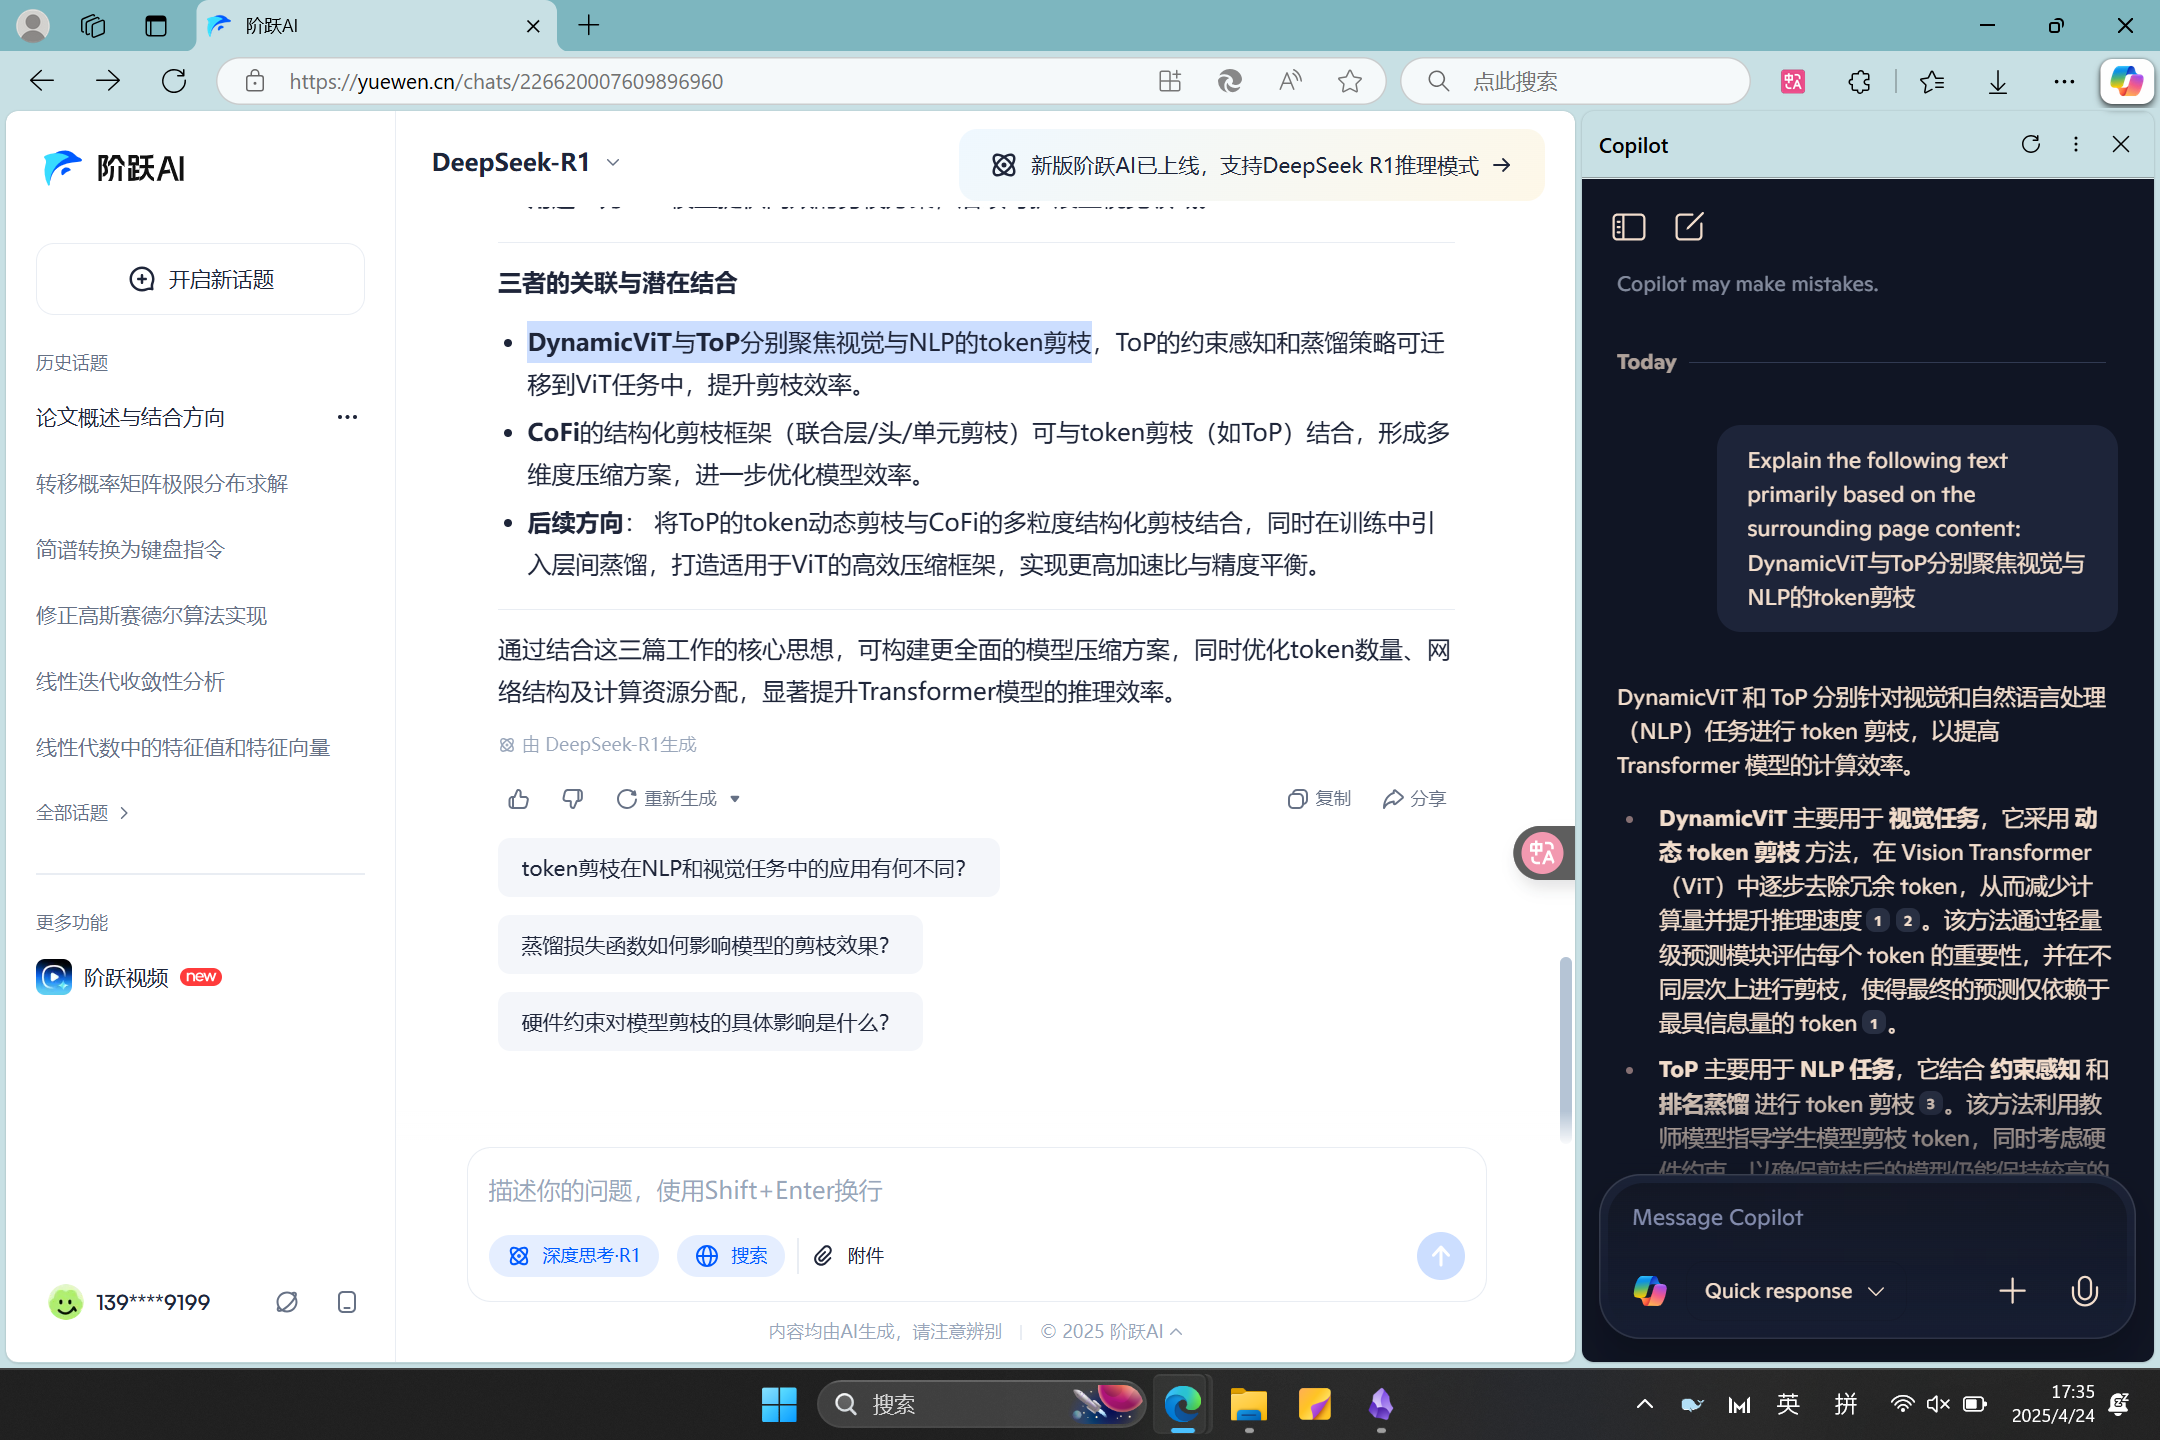 阶跃AI
https://yuewen.cn/chats/226620007609896960
点此搜索
阶跃AI
开启新话题
历史话题
论文概述与结合方向
转移概率矩阵极限分布求解
简谱转换为键盘指令
修正高斯赛德尔算法实现
线性迭代收敛性分析
线性代数中的特征值和特征向量
全部话题
更多功能
阶跃视频 new
139****9199
DeepSeek-R1
新版阶跃AI已上线，支持DeepSeek R1推理模式
三者的关联与潜在结合
DynamicViT与ToP分别聚焦视觉与NLP的token剪枝，ToP的约束感知和蒸馏策略可迁
移到ViT任务中，提升剪枝效率。
CoFi的结构化剪枝框架（联合层/头/单元剪枝）可与token剪枝（如ToP）结合，形成多
维度压缩方案，进一步优化模型效率。
后续方向： 将ToP的token动态剪枝与CoFi的多粒度结构化剪枝结合，同时在训练中引
入层间蒸馏，打造适用于ViT的高效压缩框架，实现更高加速比与精度平衡。
通过结合这三篇工作的核心思想，可构建更全面的模型压缩方案，同时优化token数量、网
络结构及计算资源分配，显著提升Transformer模型的推理效率。
由 DeepSeek-R1生成
重新生成
复制
分享
token剪枝在NLP和视觉任务中的应用有何不同？
蒸馏损失函数如何影响模型的剪枝效果？
硬件约束对模型剪枝的具体影响是什么？
描述你的问题，使用Shift+Enter换行
深度思考·R1
搜索
附件
内容均由AI生成，请注意辨别
© 2025 阶跃AI
Copilot
Copilot may make mistakes.
Today
Explain the following text
primarily based on the
surrounding page content:
DynamicViT与ToP分别聚焦视觉与
NLP的token剪枝
DynamicViT 和 ToP 分别针对视觉和自然语言处理
（NLP）任务进行 token 剪枝，以提高
Transformer 模型的计算效率。
DynamicViT 主要用于 视觉任务，它采用 动
态 token 剪枝 方法，在 Vision Transformer
（ViT）中逐步去除冗余 token，从而减少计
算量并提升推理速度 1 2 。该方法通过轻量
级预测模块评估每个 token 的重要性，并在不
同层次上进行剪枝，使得最终的预测仅依赖于
最具信息量的 token 1 。
ToP 主要用于 NLP 任务，它结合 约束感知 和
排名蒸馏 进行 token 剪枝 3 。该方法利用教
师模型指导学生模型剪枝 token，同时考虑硬
件约束，以确保剪枝后的模型仍能保持较高的
Message Copilot
Quick response
搜索
英
拼
17:35
2025/4/24